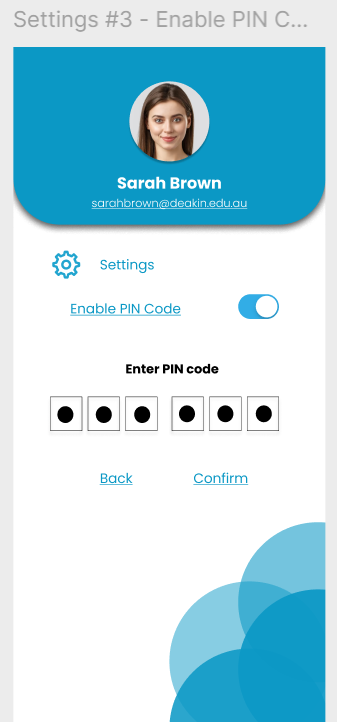 Settings #3 - Enable PIN C...
Sarah Brown
sarahbrown@deakin.edu.au
Settings
Enable PIN Code
Enter PIN code
Back Confirm